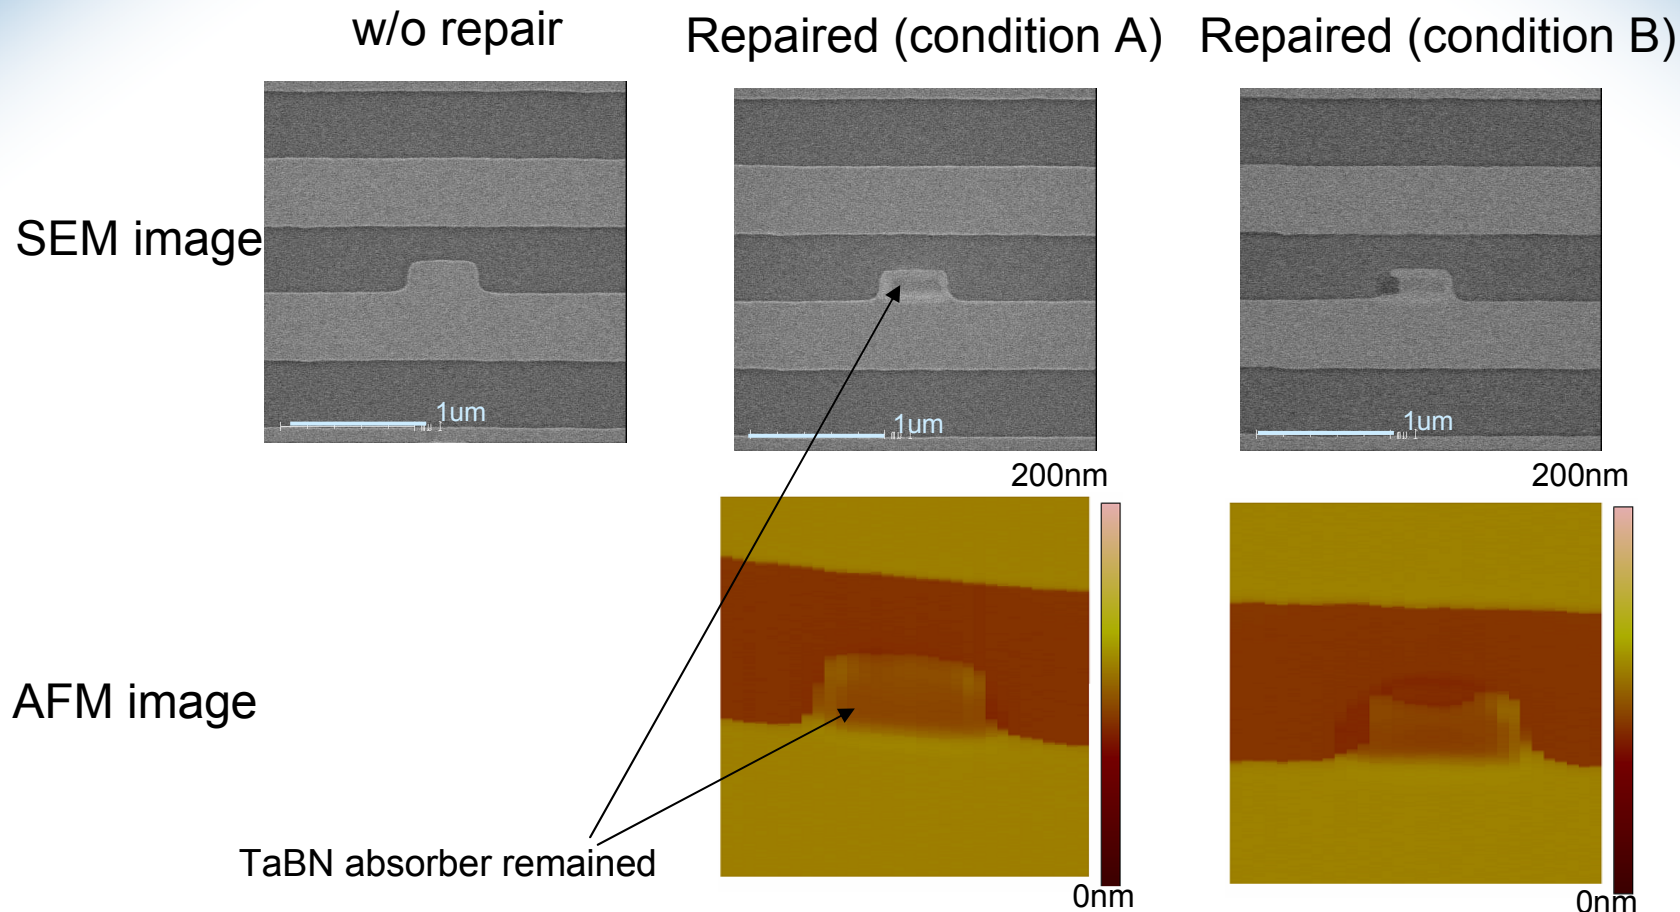 w/o repair
Repaired (condition A)
Repaired (condition B)
SEM image
1um
1um
1um
200nm
200nm
AFM image
TaBN absorber remained
0nm
0nm